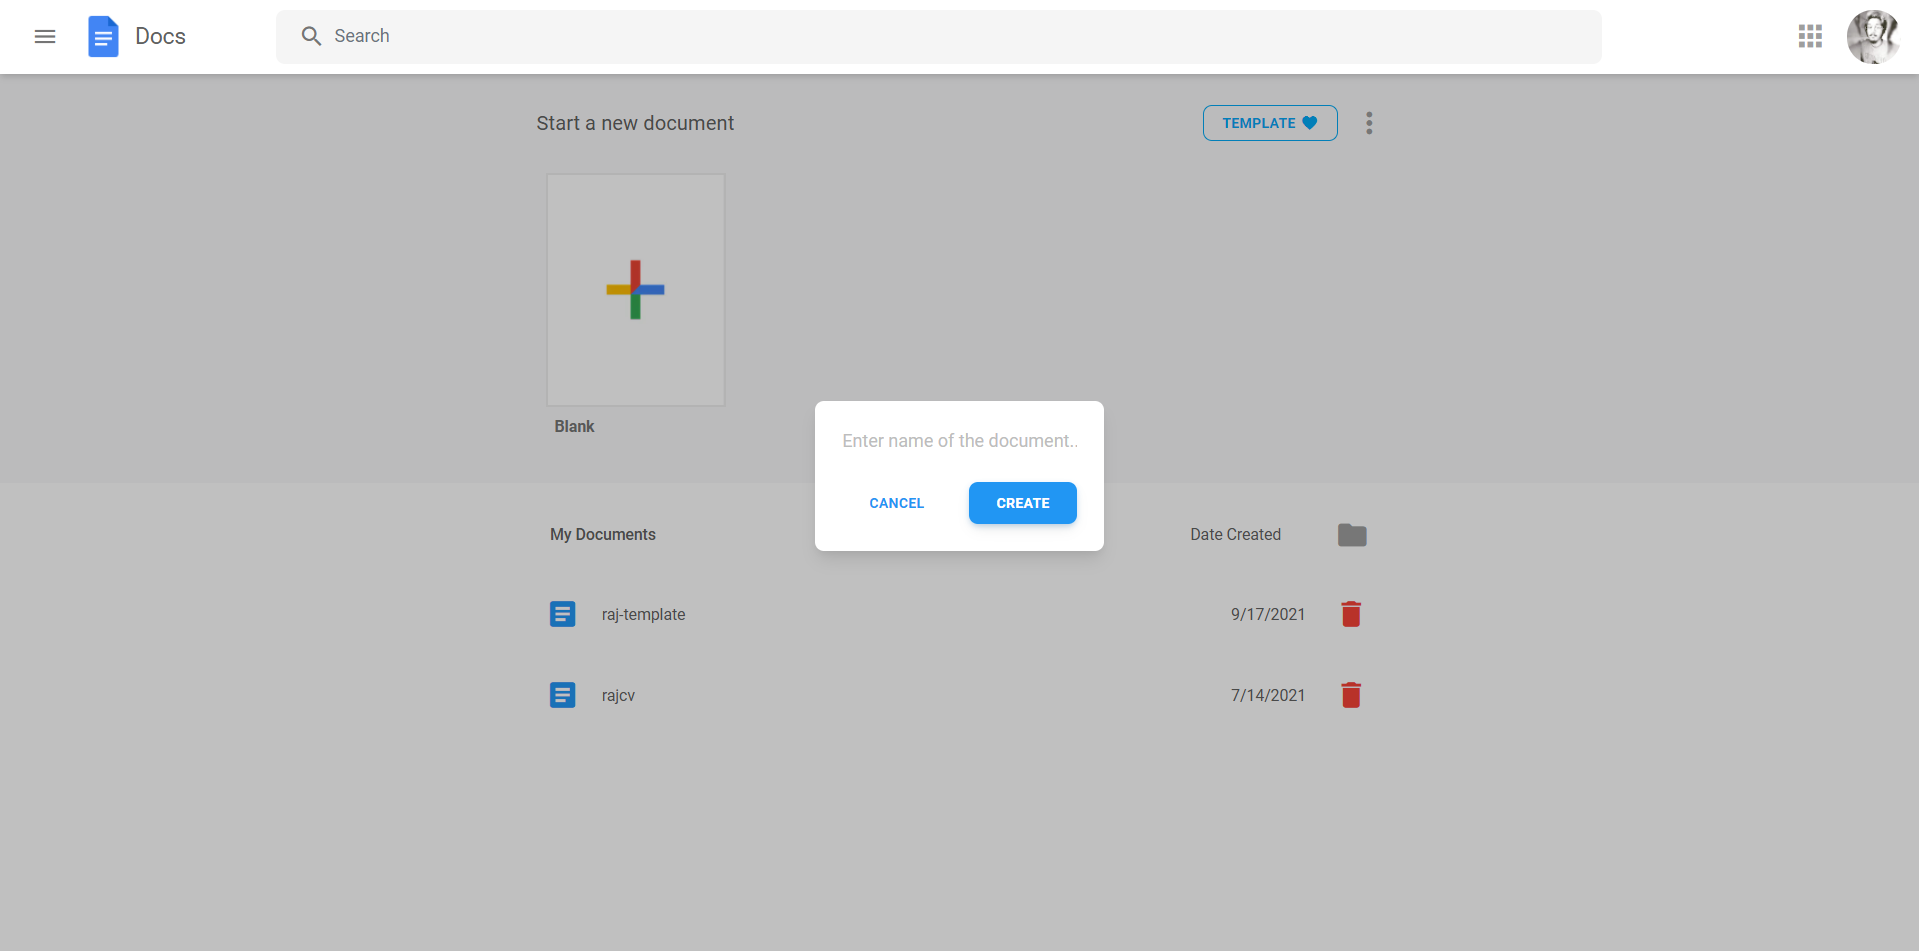 Docs
Search
Start a new document
TEMPLATE
Blank
Enter name of the document..
CANCEL
CREATE
My Documents
Date Created
raj-template
9/17/2021
rajcv
7/14/2021